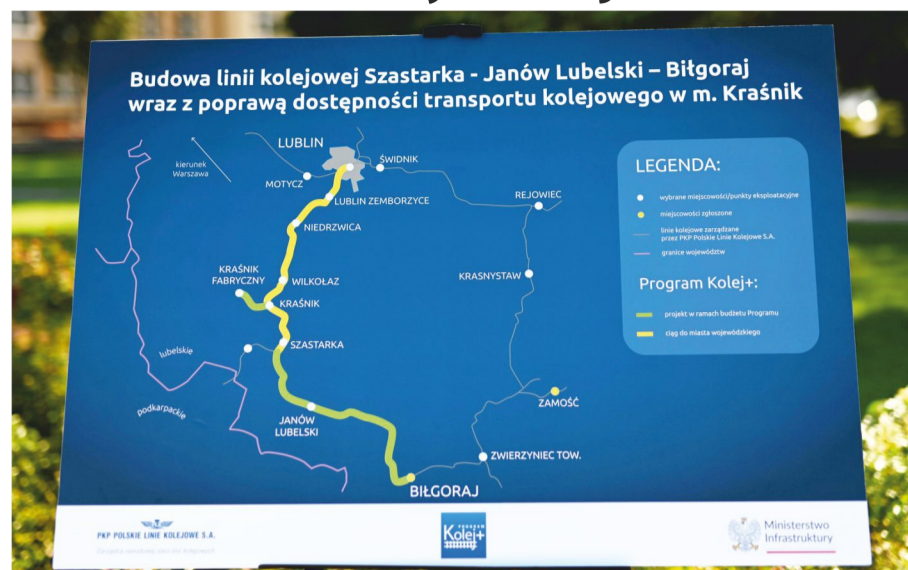 Budowa linii kolejowej Szastarka - Janów Lubelski – Biłgoraj
wraz z poprawą dostępności transportu kolejowego w m. Kraśnik
LUBLIN
kierunek
Warszawa
MOTYCZ
ŚWIDNIK
LUBLIN ZEMBORZYCE
REJOWIEC
NIEDRZWICA
KRAŚNIK
FABRYCZNY
WILKOŁAZ
KRASNYSTAW
KRAŚNIK
SZASTARKA
lubelskie
podkarpackie
JANÓW
LUBELSKI
ZAMOŚĆ
ZWIERZYNIEC TOW.
BIŁGORAJ
LEGENDA:
wybrane miejscowości/punkty eksploatacyjne
miejscowości zgłoszone
linie kolejowe zarządzane
przez PKP Polskie Linie Kolejowe S.A.
granice województw
Program Kolej+:
projekt w ramach budżetu Programu
ciąg do miasta wojewódzkiego
PKP POLSKIE LINIE KOLEJOWE S.A.
PROGRAM
Kolej+
Ministerstwo
Infrastruktury